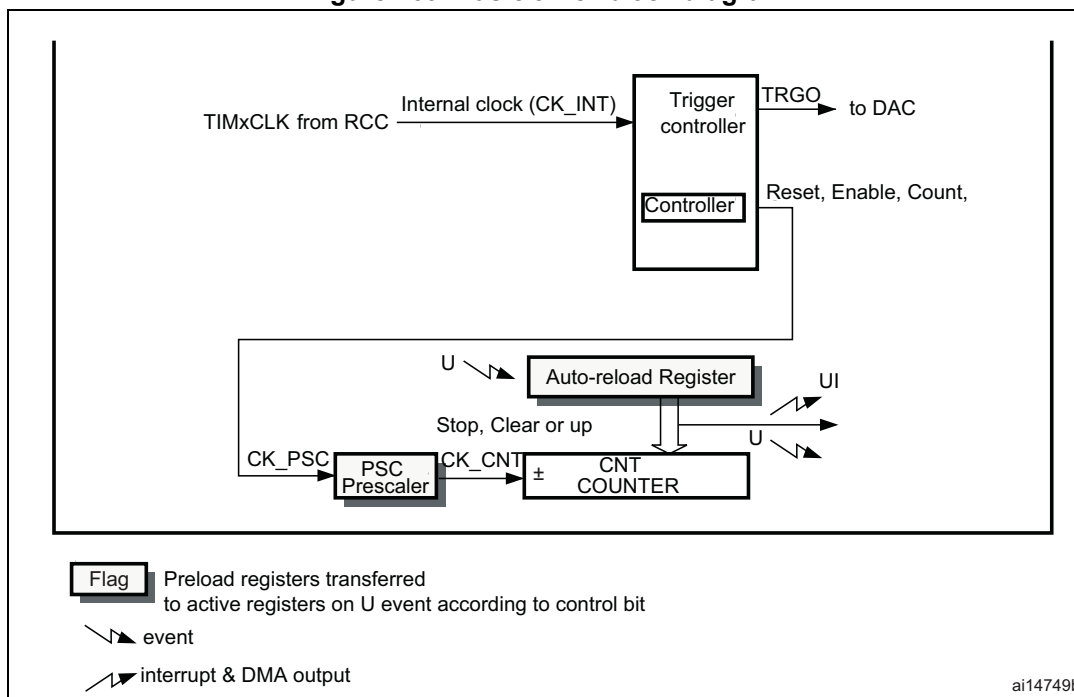 Internal clock (CK_INT)
TIMxCLK from RCC
Trigger
controller
TRGO
to DAC
Controller
Reset, Enable, Count,
U
Auto-reload Register
UI
Stop, Clear or up
U
CK_PSC
PSC
Prescaler
CK_CNT
±
CNT
COUNTER
Flag
Preload registers transferred
to active registers on U event according to control bit
event
interrupt & DMA output